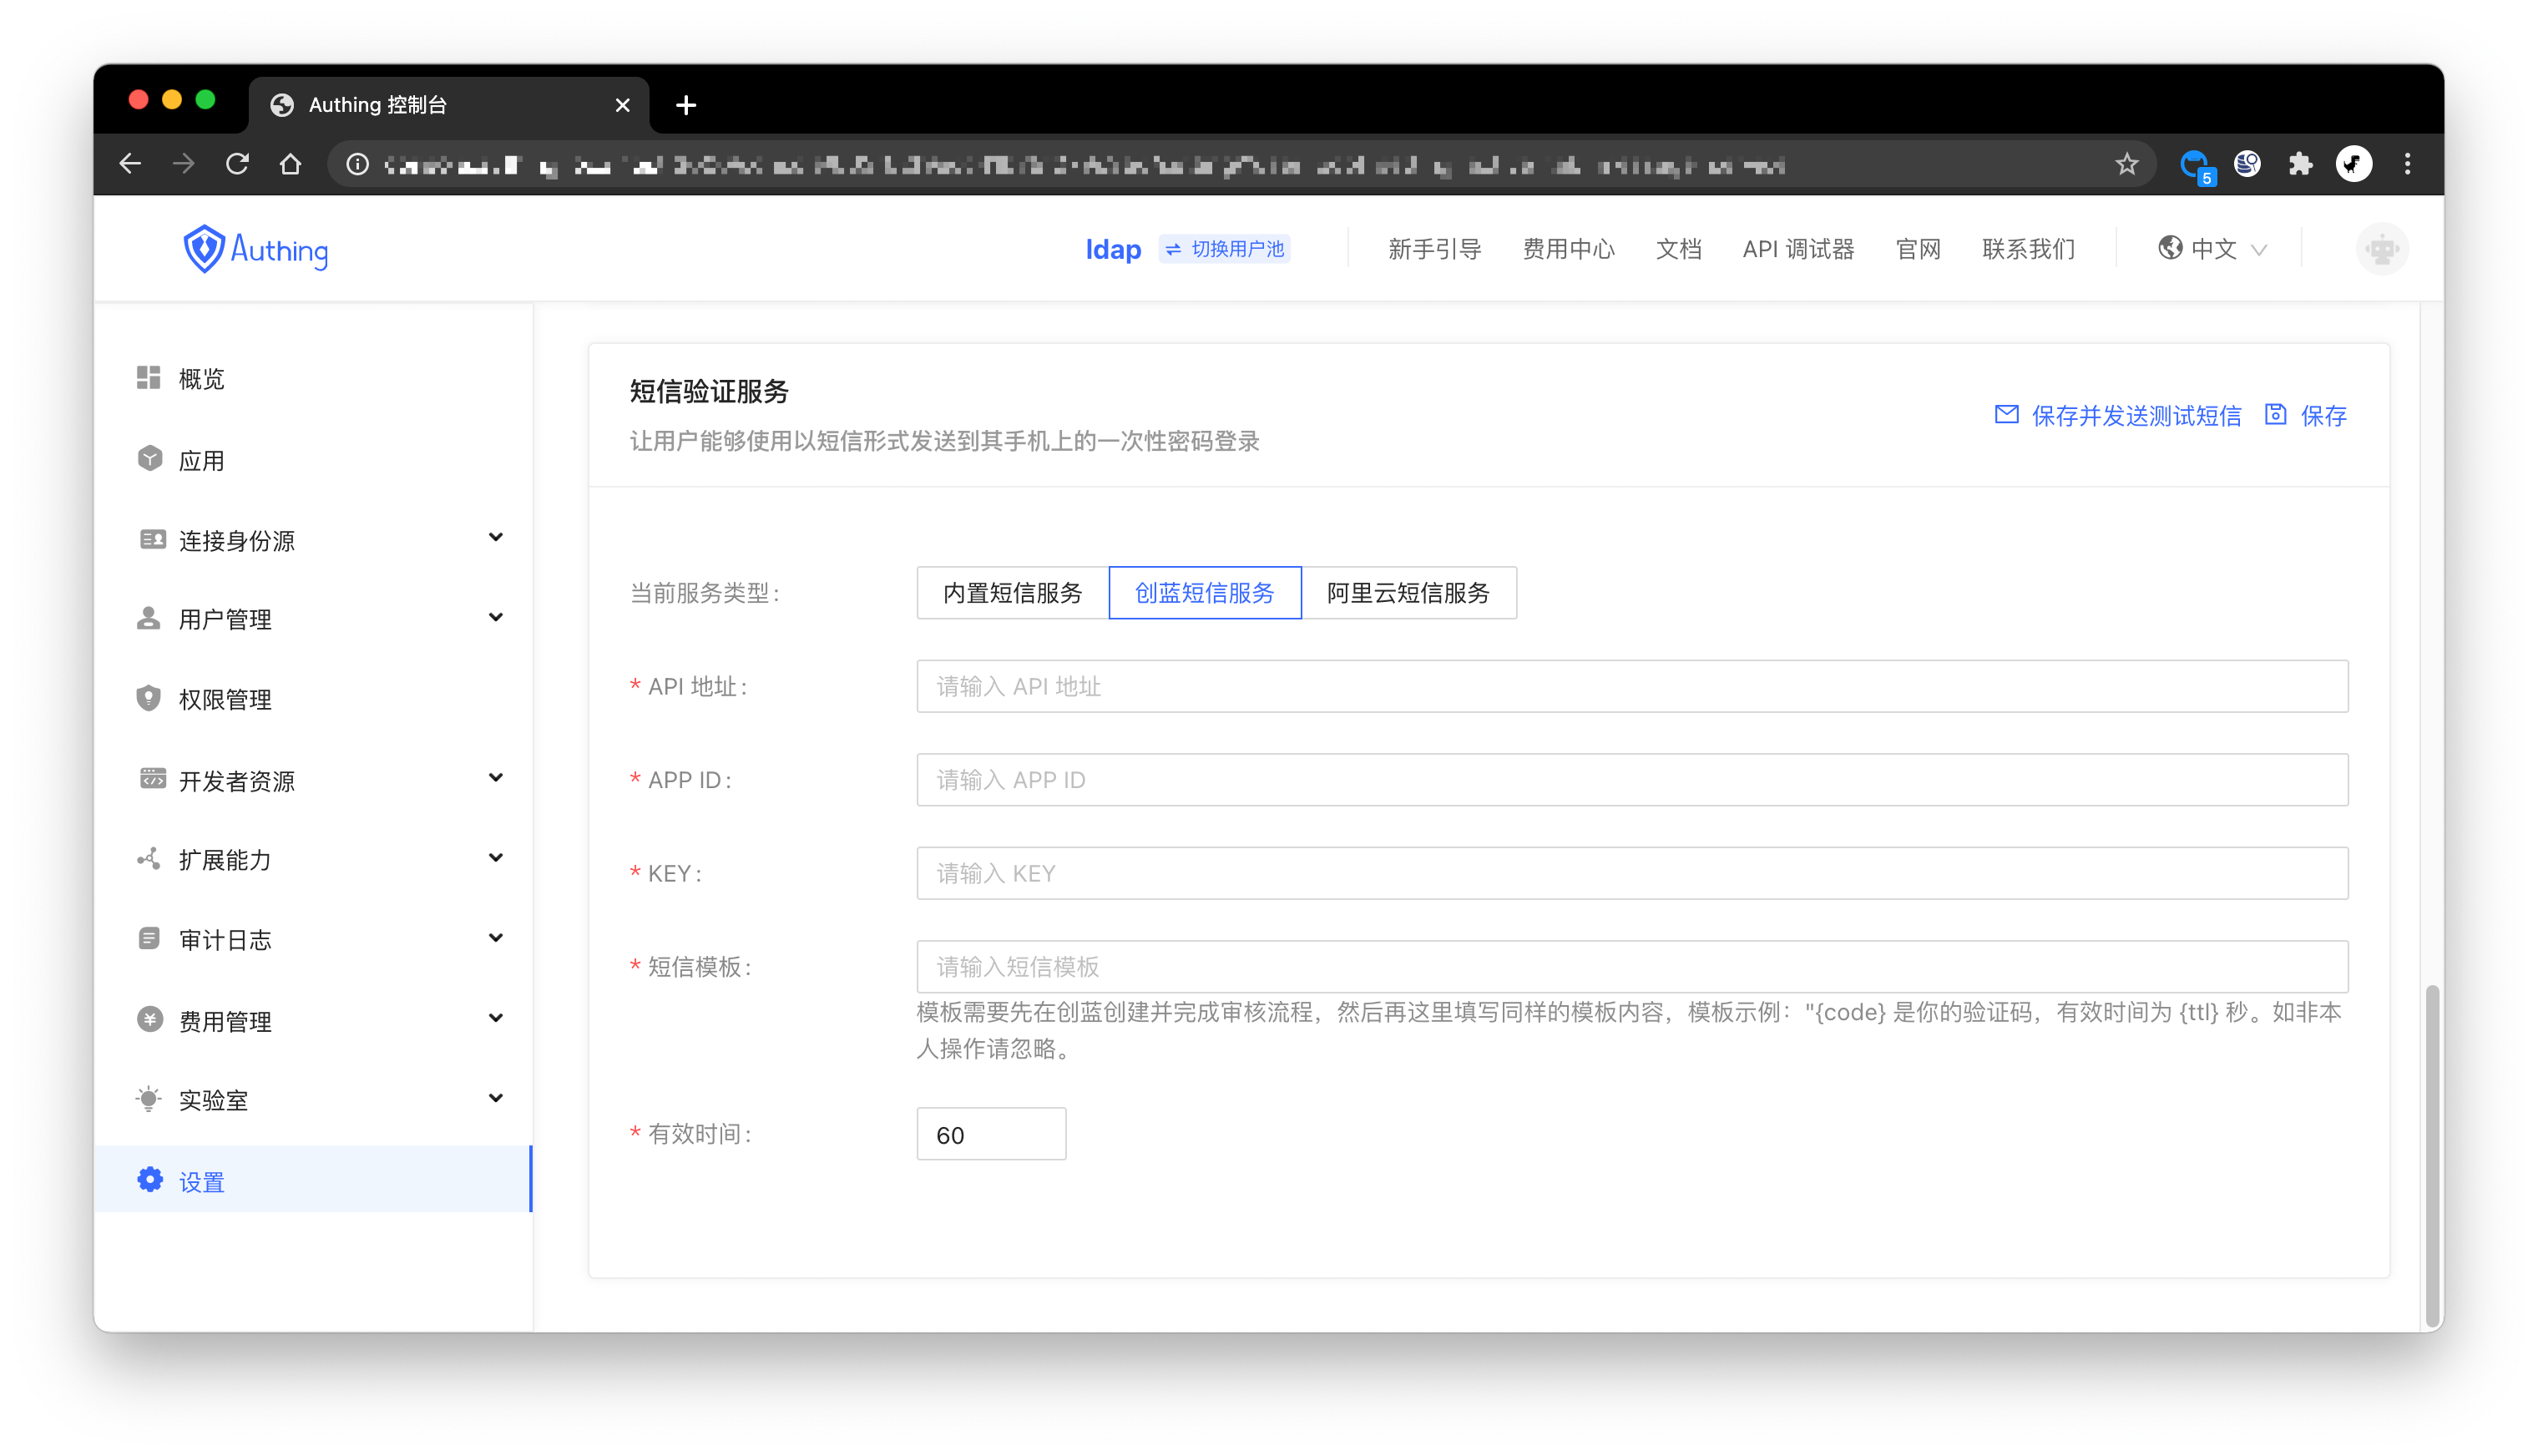 Authing 控制台
5
Authing
ldap 切换用户池 新手引导 费用中心 文档 API 调试器 官网 联系我们 中文
概览
应用
连接身份源
用户管理
权限管理
开发者资源
扩展能力
审计日志
费用管理
实验室
设置
短信验证服务
让用户能够使用以短信形式发送到其手机上的一次性密码登录
保存并发送测试短信 保存
当前服务类型: 内置短信服务 创蓝短信服务 阿里云短信服务
* API 地址: 请输入 API 地址
* APP ID: 请输入 APP ID
* KEY: 请输入 KEY
* 短信模板: 请输入短信模板
模板需要先在创蓝创建并完成审核流程，然后再这里填写同样的模板内容，模板示例："{code} 是你的验证码，有效时间为 {ttl} 秒。如非本
人操作请忽略。
* 有效时间: 60